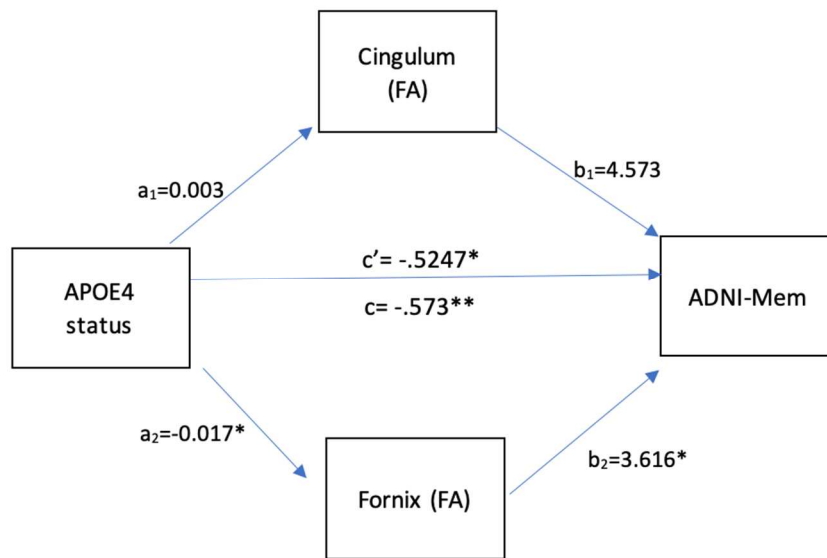 Cingulum
(FA)
a₁=0.003
b₁=4.573
APOE4
status
c’= -.5247*
c= -.573**
ADNI-Mem
a₂=-0.017*
b₂=3.616*
Fornix (FA)